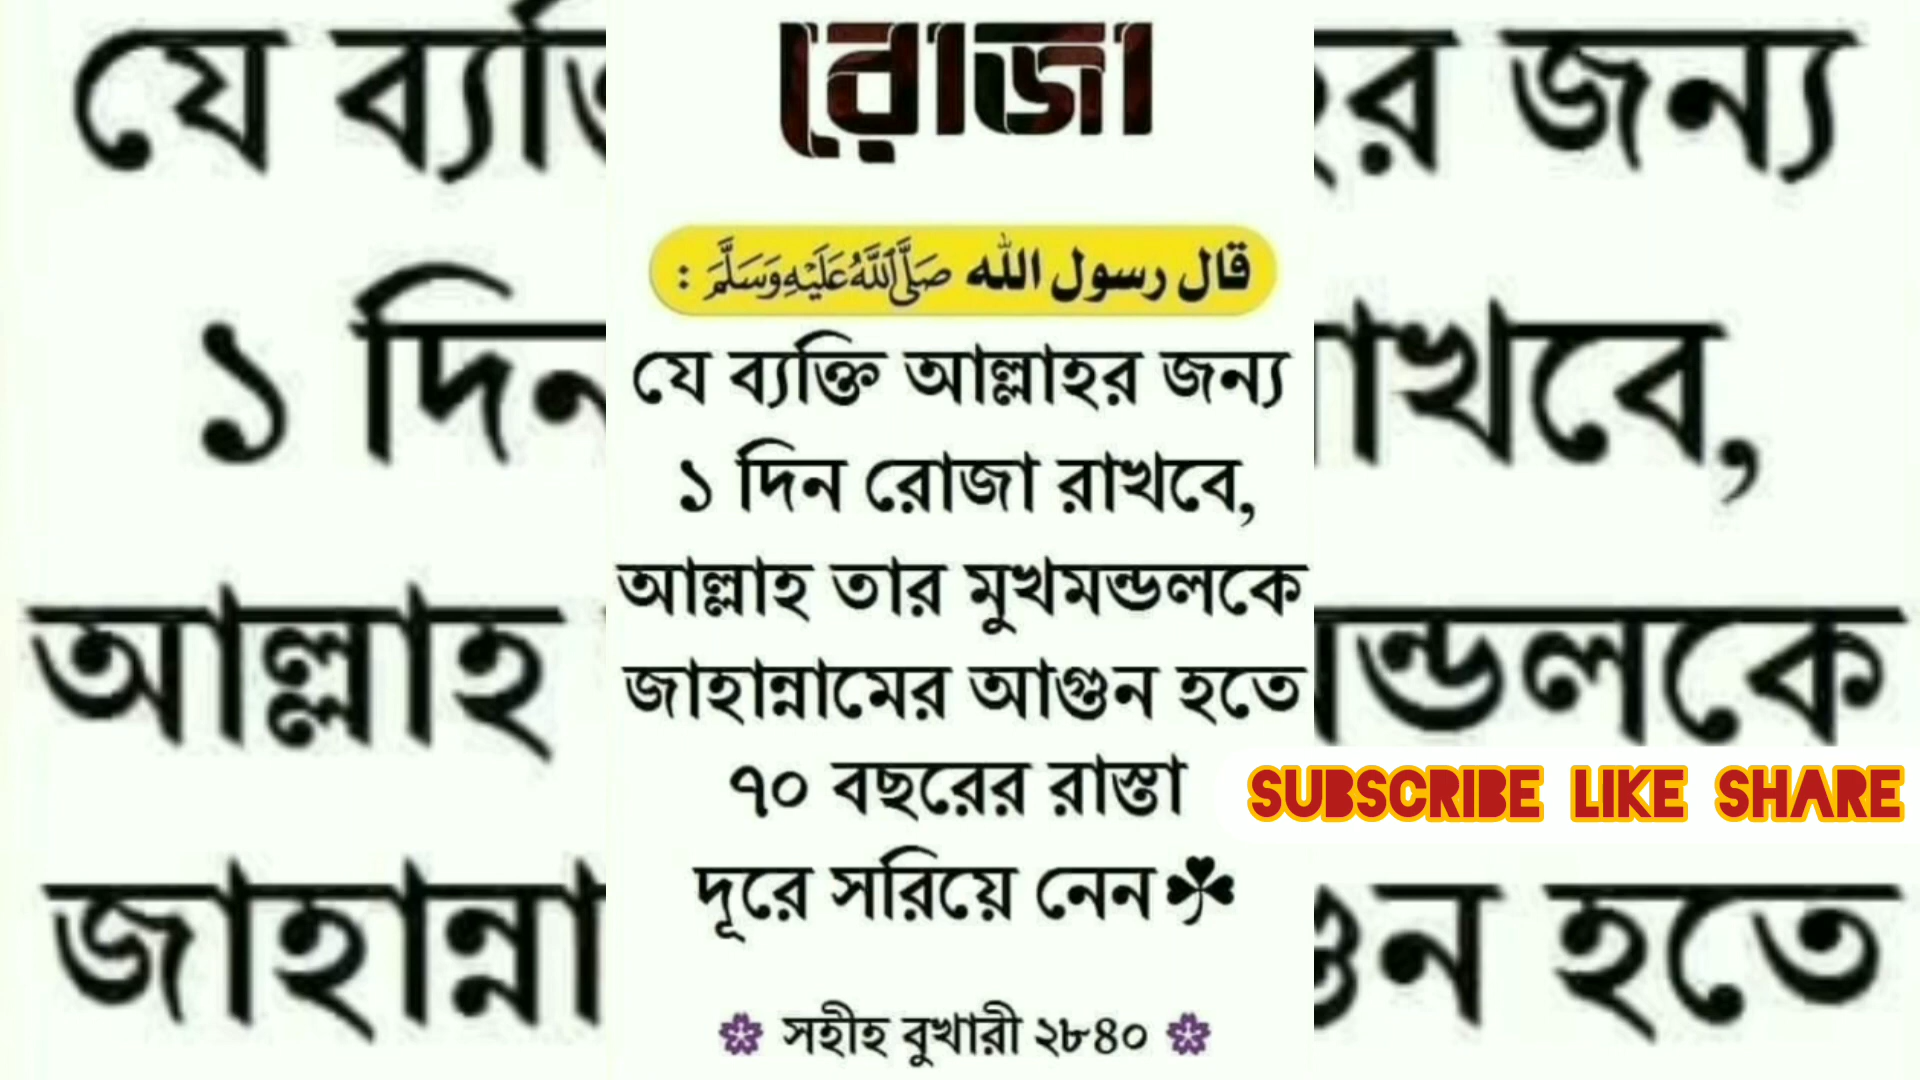 রোজা
قال رسول الله صَلَّى اللَّهُ عَلَيْهِ وَسَلَّمَ :
যে ব্যক্তি আল্লাহর জন্য
১ দিন রোজা রাখবে,
আল্লাহ তার মুখমন্ডলকে
জাহান্নামের আগুন হতে
৭০ বছরের রাস্তা
দূরে সরিয়ে নেন
সহীহ বুখারী ২৮৪০
SUBSCRIBE LIKE SHARE